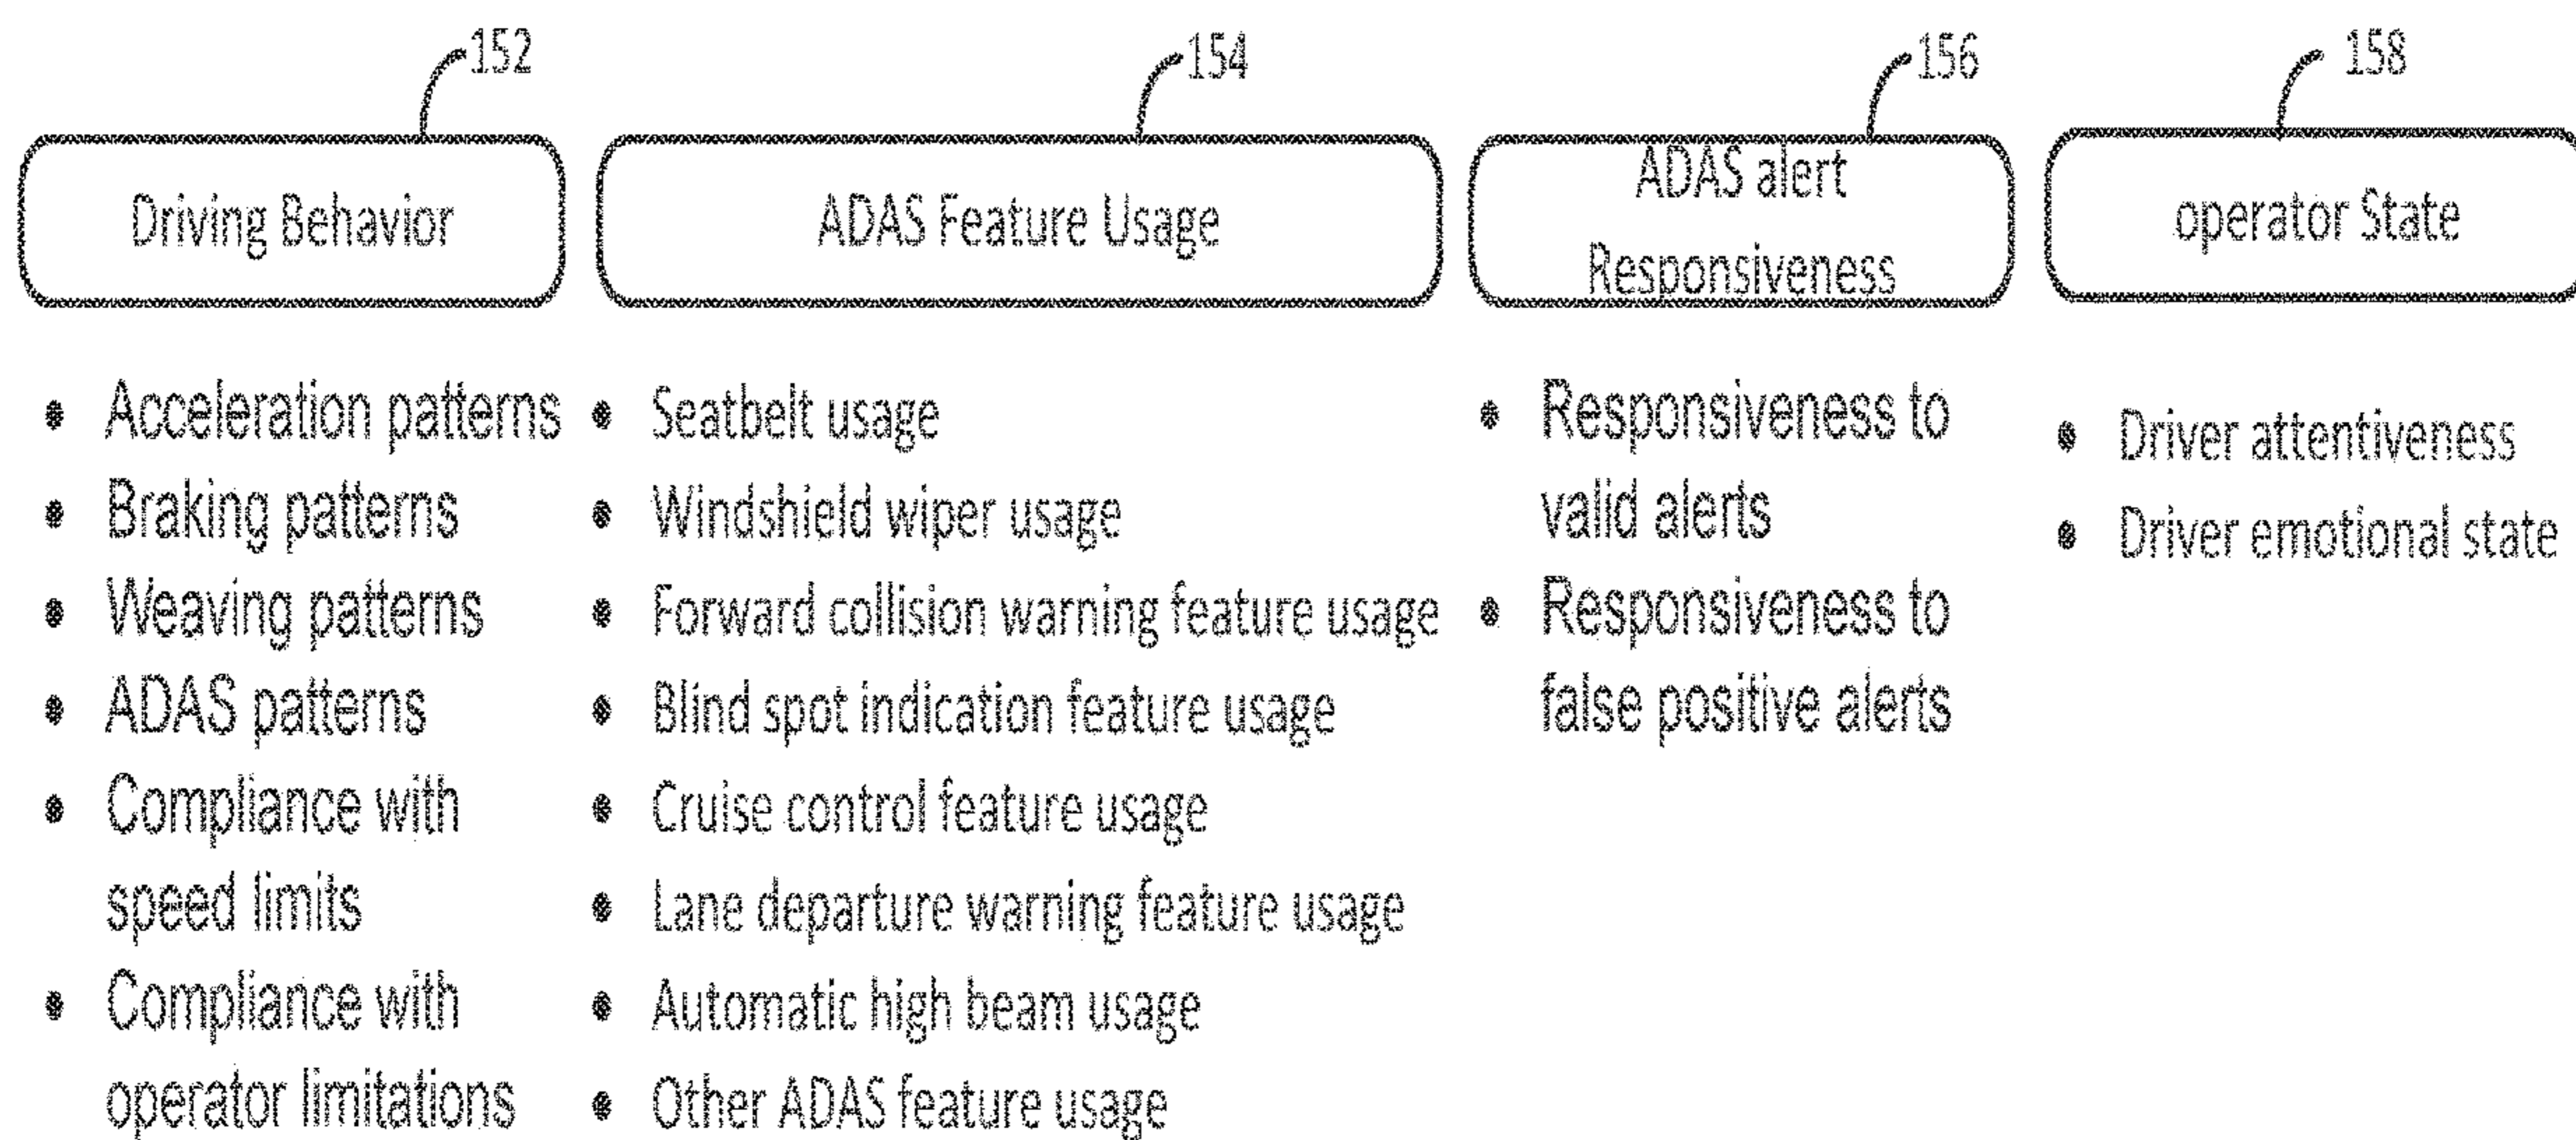 152
154
156
158
Driving Behavior
ADAS Feature Usage
ADAS alert
Responsiveness
operator State
• Acceleration patterns
• Braking patterns
• Weaving patterns
• ADAS patterns
• Compliance with
speed limits
• Compliance with
operator limitations
• Seatbelt usage
• Windshield wiper usage
• Forward collision warning feature usage
• Blind spot indication feature usage
• Cruise control feature usage
• Lane departure warning feature usage
• Automatic high beam usage
• Other ADAS feature usage
• Responsiveness to
valid alerts
• Responsiveness to
false positive alerts
• Driver attentiveness
• Driver emotional state